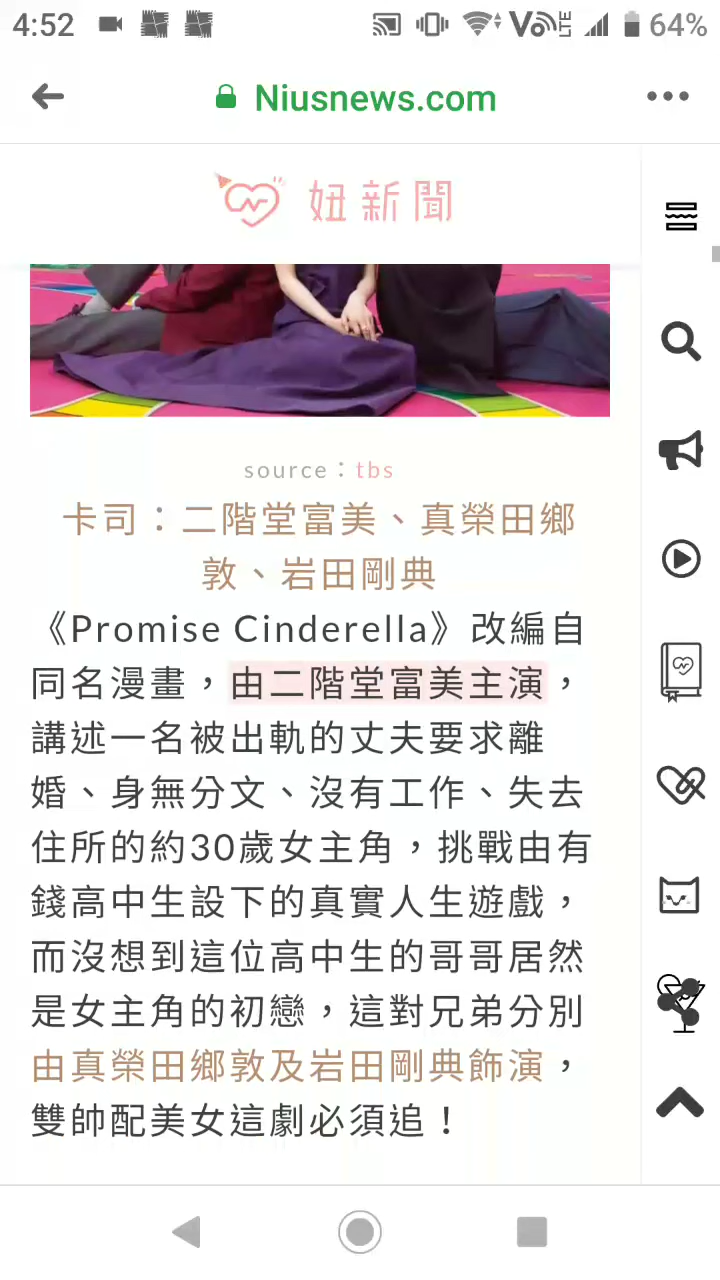 4:52
VoLTE 64%
Niusnews.com
妞新聞
source：tbs
卡司：二階堂富美、真榮田鄉
敦、岩田剛典
《Promise Cinderella》改編自
同名漫畫，由二階堂富美主演，
講述一名被出軌的丈夫要求離
婚、身無分文、沒有工作、失去
住所的約30歲女主角，挑戰由有
錢高中生設下的真實人生遊戲，
而沒想到這位高中生的哥哥居然
是女主角的初戀，這對兄弟分別
由真榮田鄉敦及岩田剛典飾演，
雙帥配美女這劇必須追！